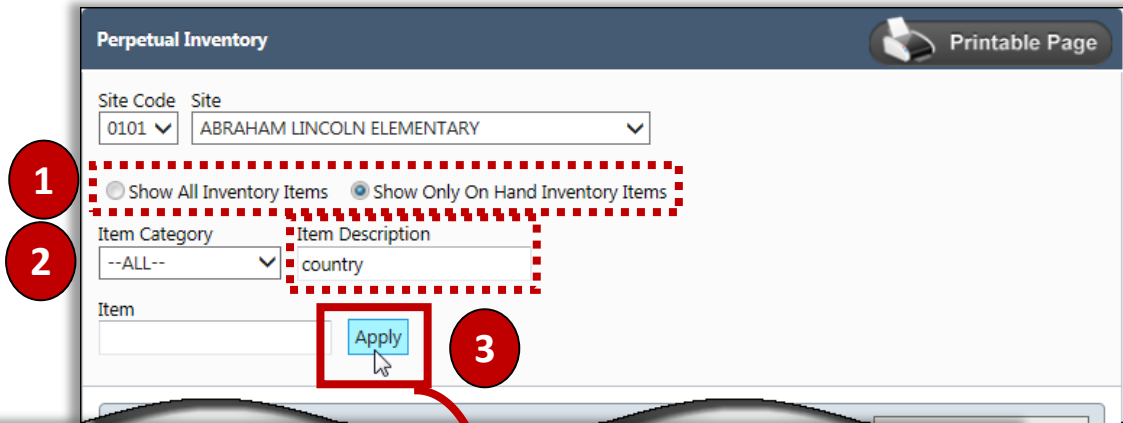 Perpetual Inventory
Printable Page
Site Code Site
0101 ABRAHAM LINCOLN ELEMENTARY
1
Show All Inventory Items Show Only On Hand Inventory Items
Item Category Item Description
2
--ALL-- country
Item
Apply
3